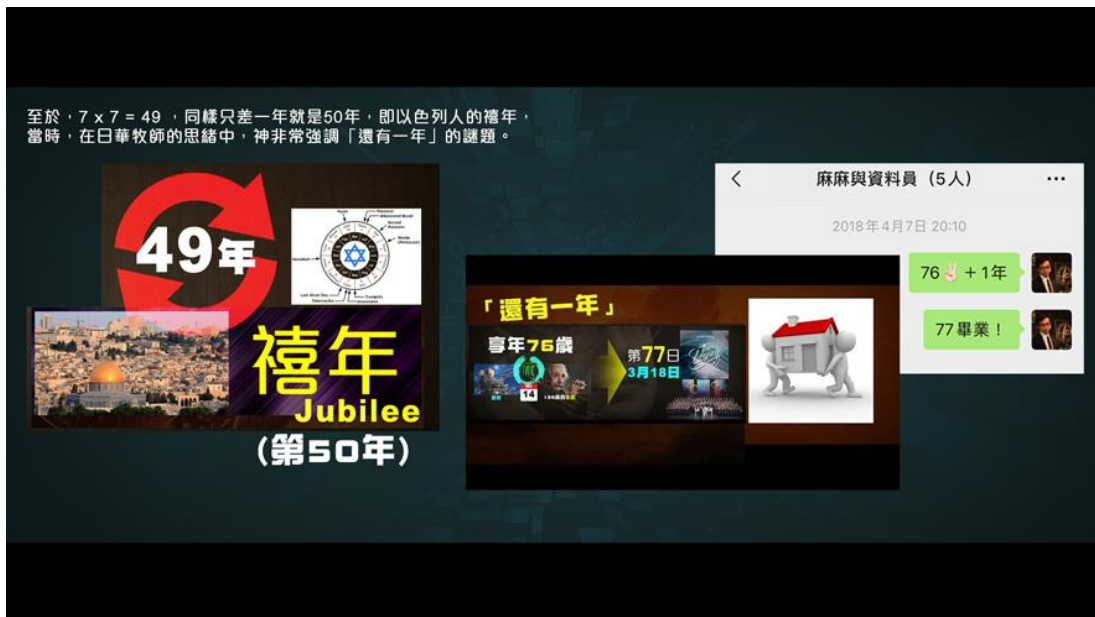 至於，7 x 7 = 49 ，同樣只差一年就是50年，即以色列人的禧年，
當時，在日華牧師的思緒中，神非常強調「還有一年」的謎題。
49年
禧年
Jubilee
(第50年)
「還有一年」
享年76歲
14
第77日
3月18日
麻麻與資料員（5人）
2018年4月7日 20:10
76✌🏻＋1年
77畢業！